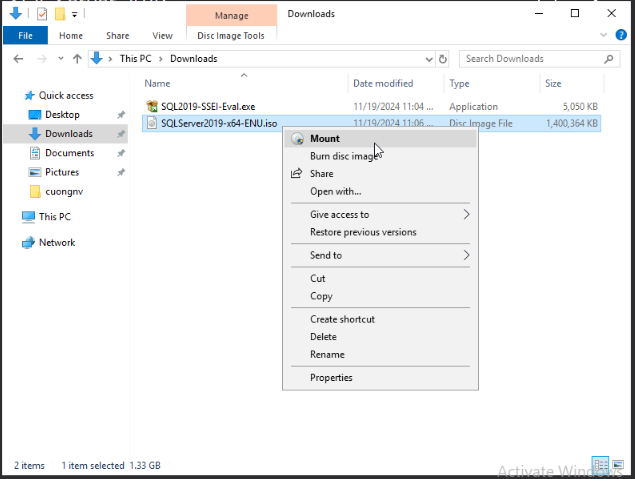 Manage
Downloads
File
Home
Share
View
Disc Image Tools
This PC
Downloads
Search Downloads
Name
Date modified
Type
Size
Quick access
Desktop
Downloads
Documents
Pictures
cuongnv
This PC
Network
SQL2019-SSEI-Eval.exe 11/19/2024 11:04 ... Application 5,050 KB
SQLServer2019-x64-ENU.iso 11/19/2024 11:06 ... Disc Image File 1,400,364 KB
Mount
Burn disc image
Share
Open with...
Give access to
Restore previous versions
Send to
Cut
Copy
Create shortcut
Delete
Rename
Properties
2 items 1 item selected 1.33 GB
Activate Windows